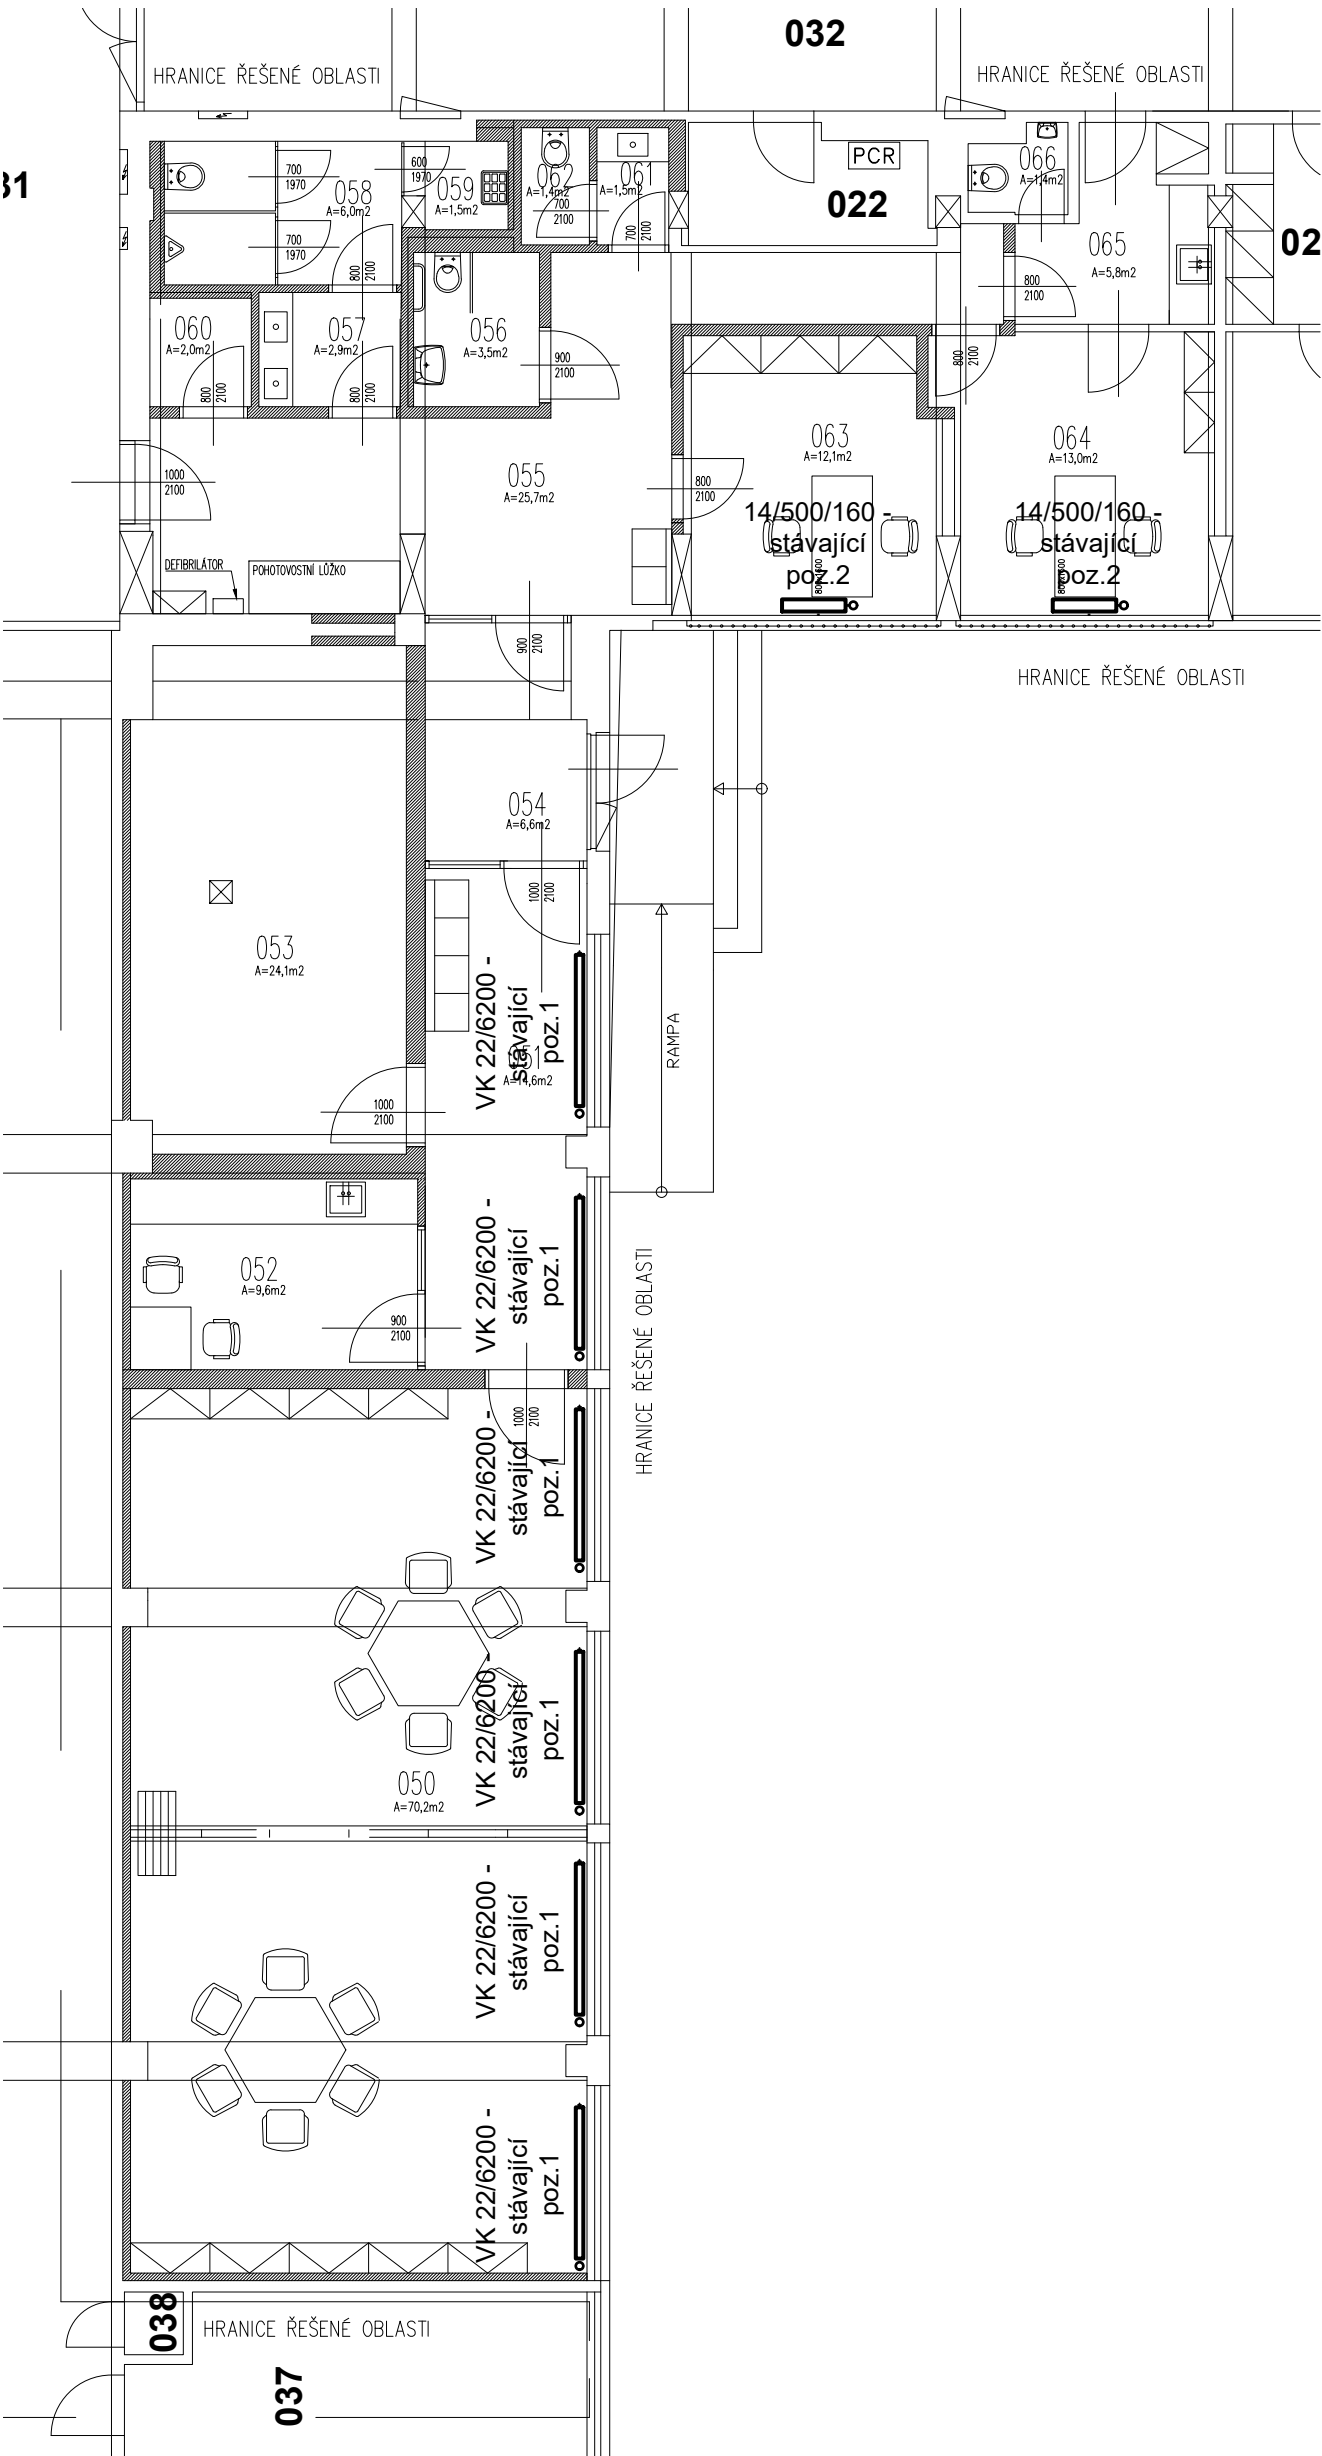 032
HRANICE ŘEŠENÉ OBLASTI
HRANICE ŘEŠENÉ OBLASTI
31
PCR
022
02
700
1970
058
A=6,0m2
600
1970
059
A=1,5m2
062
A=1,4m2
700
2100
061
A=1,5m2
066
A=1,4m2
700
1970
800
2100
700
2100
065
A=5,8m2
800
2100
060
A=2,0m2
057
A=2,9m2
056
A=3,5m2
900
2100
800
2100
800
2100
800
2100
063
A=12,1m2
064
A=13,0m2
1000
2100
055
A=25,7m2
800
2100
14/500/160 -
stávající
poz.2
14/500/160 -
stávající
poz.2
DEFIBRILÁTOR
POHOTOVOSTNÍ LŮŽKO
900
2100
HRANICE ŘEŠENÉ OBLASTI
054
A=6,6m2
1000
2100
053
A=24,1m2
VK 22/6200 -
stávající
poz.1
051
A=14,6m2
RAMPA
1000
2100
VK 22/6200 -
stávající
poz.1
052
A=9,6m2
900
2100
HRANICE ŘEŠENÉ OBLASTI
1000
2100
VK 22/6200 -
stávající
poz.1
VK 22/6200 -
stávající
poz.1
050
A=70,2m2
VK 22/6200 -
stávající
poz.1
VK 22/6200 -
stávající
poz.1
038
HRANICE ŘEŠENÉ OBLASTI
037